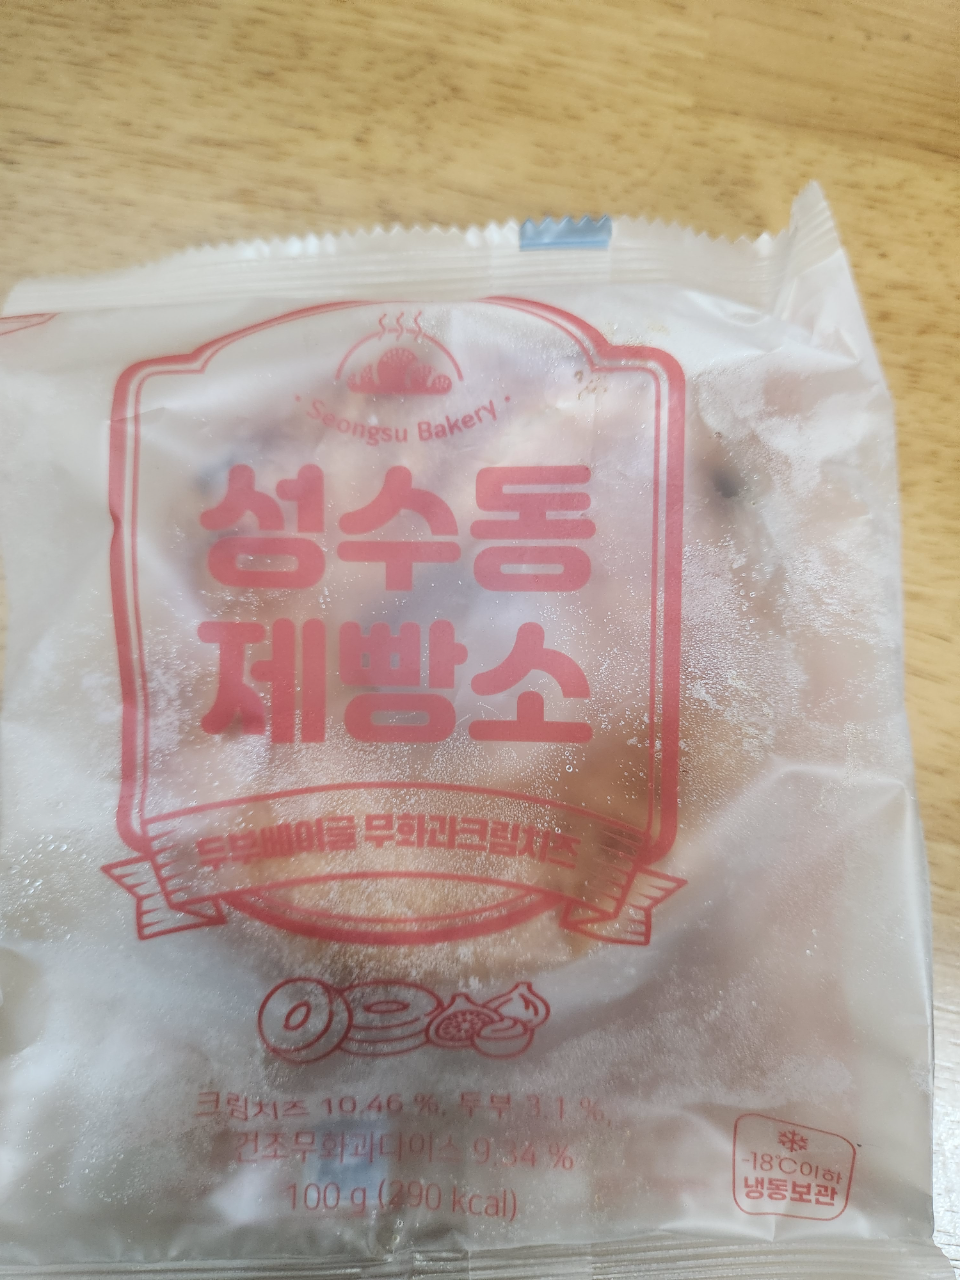 Seongsu Bakery
성수동
제빵소
두부베이글 무화과크림치즈
크림치즈 10.46 %, 두부 3.1 %,
건조무화과다이스 9.34 %
100 g (290 kcal)
-18℃이하
냉동보관